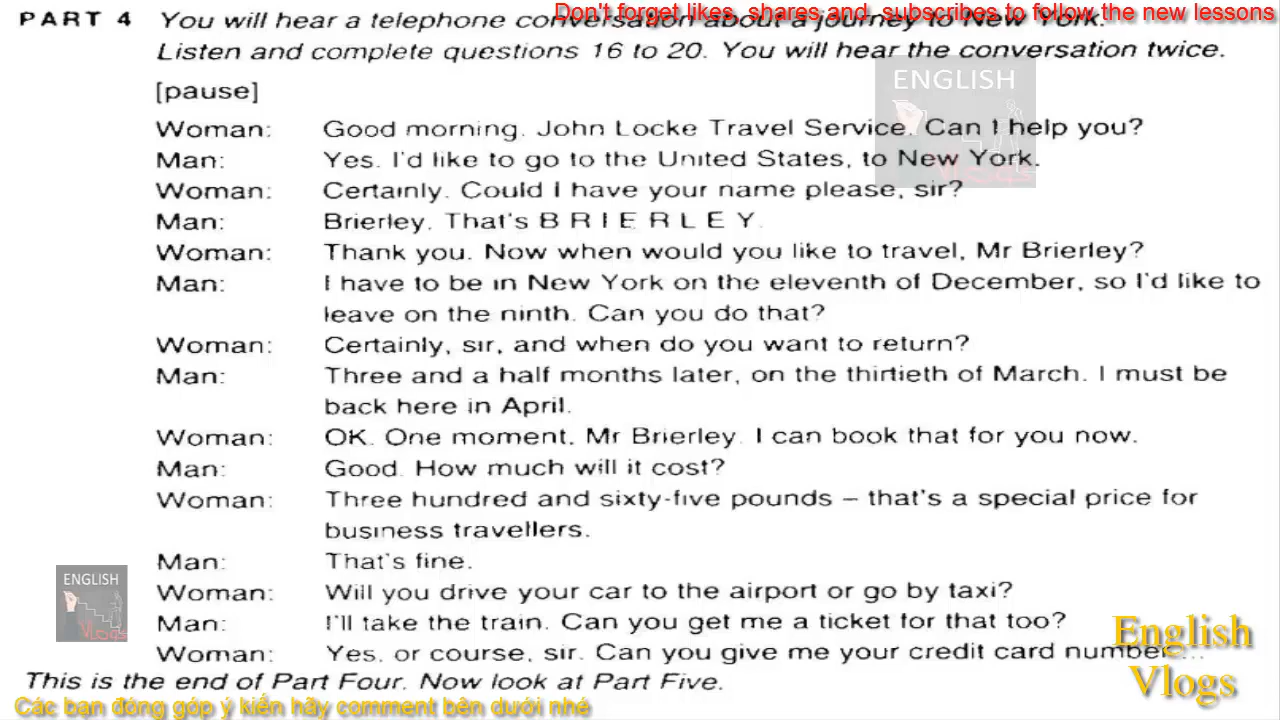 Don't forget likes, shares and subscribes to follow the new lessons
PART 4 You will hear a telephone conversation about a journey to New York.
Listen and complete questions 16 to 20. You will hear the conversation twice.
ENGLISH
[pause]
Woman: Good morning. John Locke Travel Service. Can I help you?
Man: Yes. I'd like to go to the United States, to New York.
Vlogs
Woman: Certainly. Could I have your name please, sir?
Man: Brierley. That's B R I E R L E Y.
Woman: Thank you. Now when would you like to travel, Mr Brierley?
Man: I have to be in New York on the eleventh of December, so I'd like to
leave on the ninth. Can you do that?
Woman: Certainly, sir, and when do you want to return?
Man: Three and a half months later, on the thirtieth of March. I must be
back here in April.
Woman: OK. One moment, Mr Brierley. I can book that for you now.
Man: Good. How much will it cost?
Woman: Three hundred and sixty-five pounds – that's a special price for
business travellers.
Man: That's fine.
ENGLISH
Vlogs
Woman: Will you drive your car to the airport or go by taxi?
Man: I'll take the train. Can you get me a ticket for that too?
Woman: Yes, or course, sir. Can you give me your credit card number...
English
Vlogs
This is the end of Part Four. Now look at Part Five.
Các bạn đóng góp ý kiến hãy comment bên dưới nhé